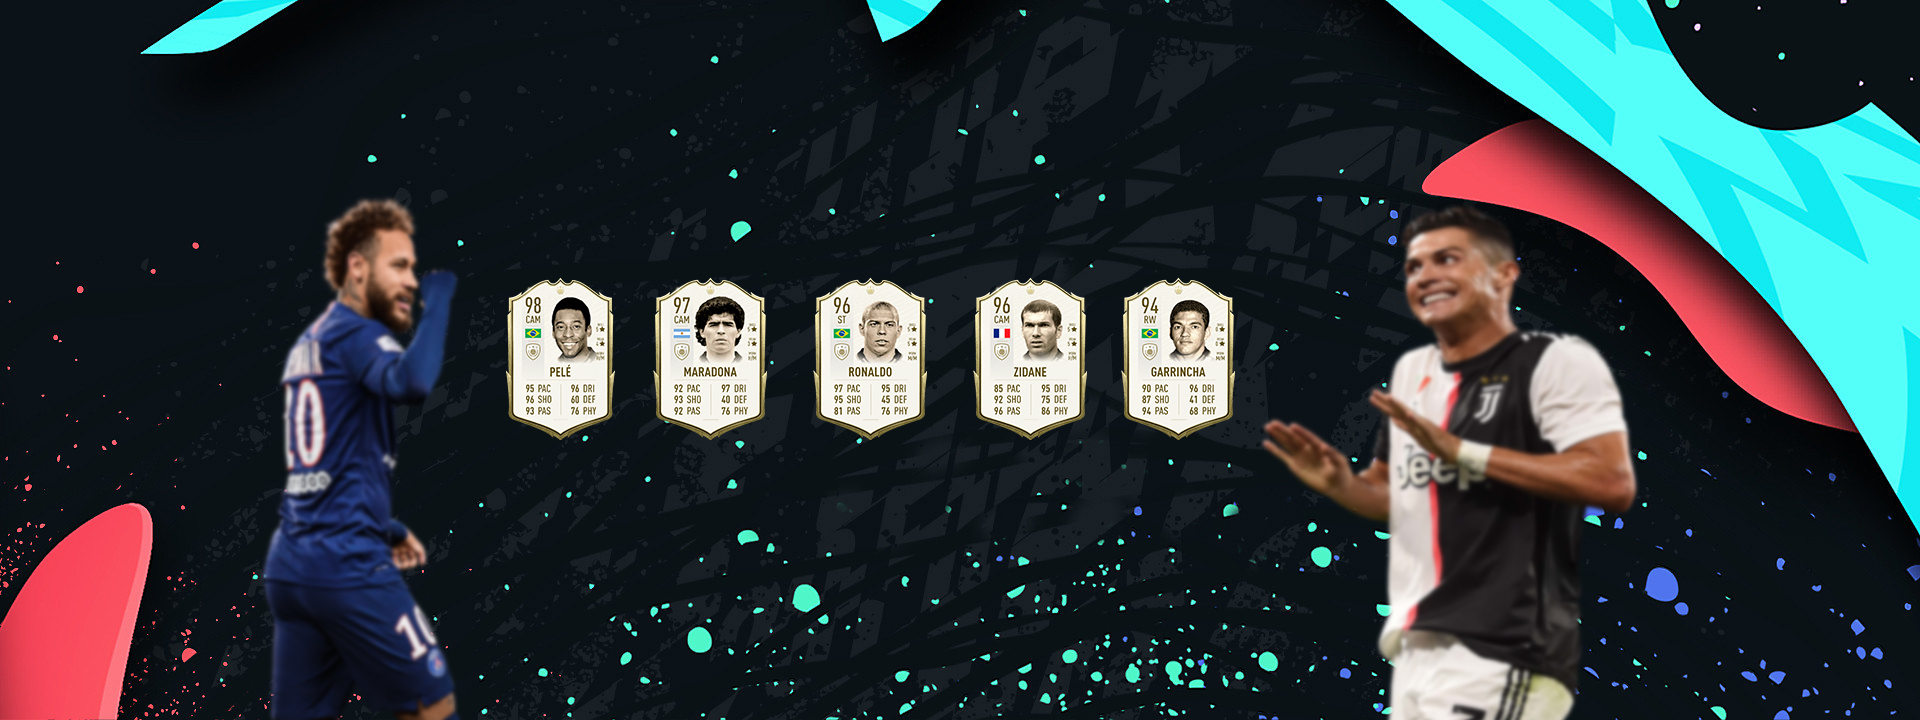 98
CAM
PELÉ
95 PAC 96 DRI
96 SHO 60 DEF
93 PAS 76 PHY
97
CAM
MARADONA
92 PAC 97 DRI
93 SHO 40 DEF
92 PAS 76 PHY
96
ST
RONALDO
97 PAC 95 DRI
95 SHO 45 DEF
81 PAS 76 PHY
96
CAM
ZIDANE
85 PAC 95 DRI
92 SHO 75 DEF
96 PAS 86 PHY
94
RW
GARRINCHA
90 PAC 96 DRI
87 SHO 41 DEF
94 PAS 68 PHY
10
10
Jeep
7